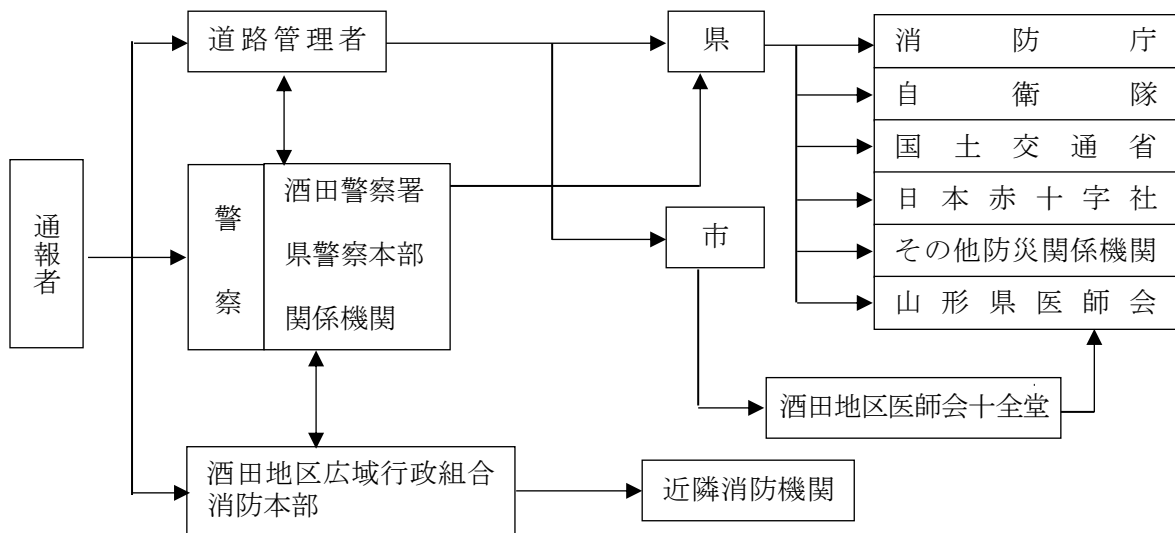 道路管理者
県
消防庁
自衛隊
国土交通省
日本赤十字社
その他防災関係機関
山形県医師会
通報者
警察
酒田警察署
県警察本部
関係機関
市
酒田地区医師会十全堂
酒田地区広域行政組合
消防本部
近隣消防機関